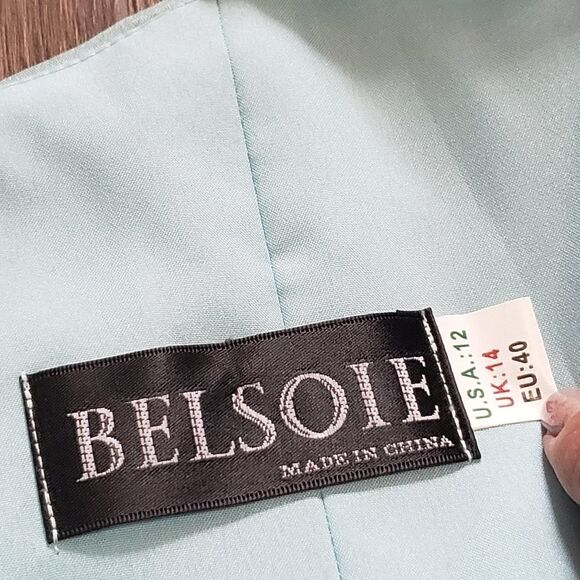 BELSOIE
MADE IN CHINA
U.S.A.:12
UK:14
EU:40